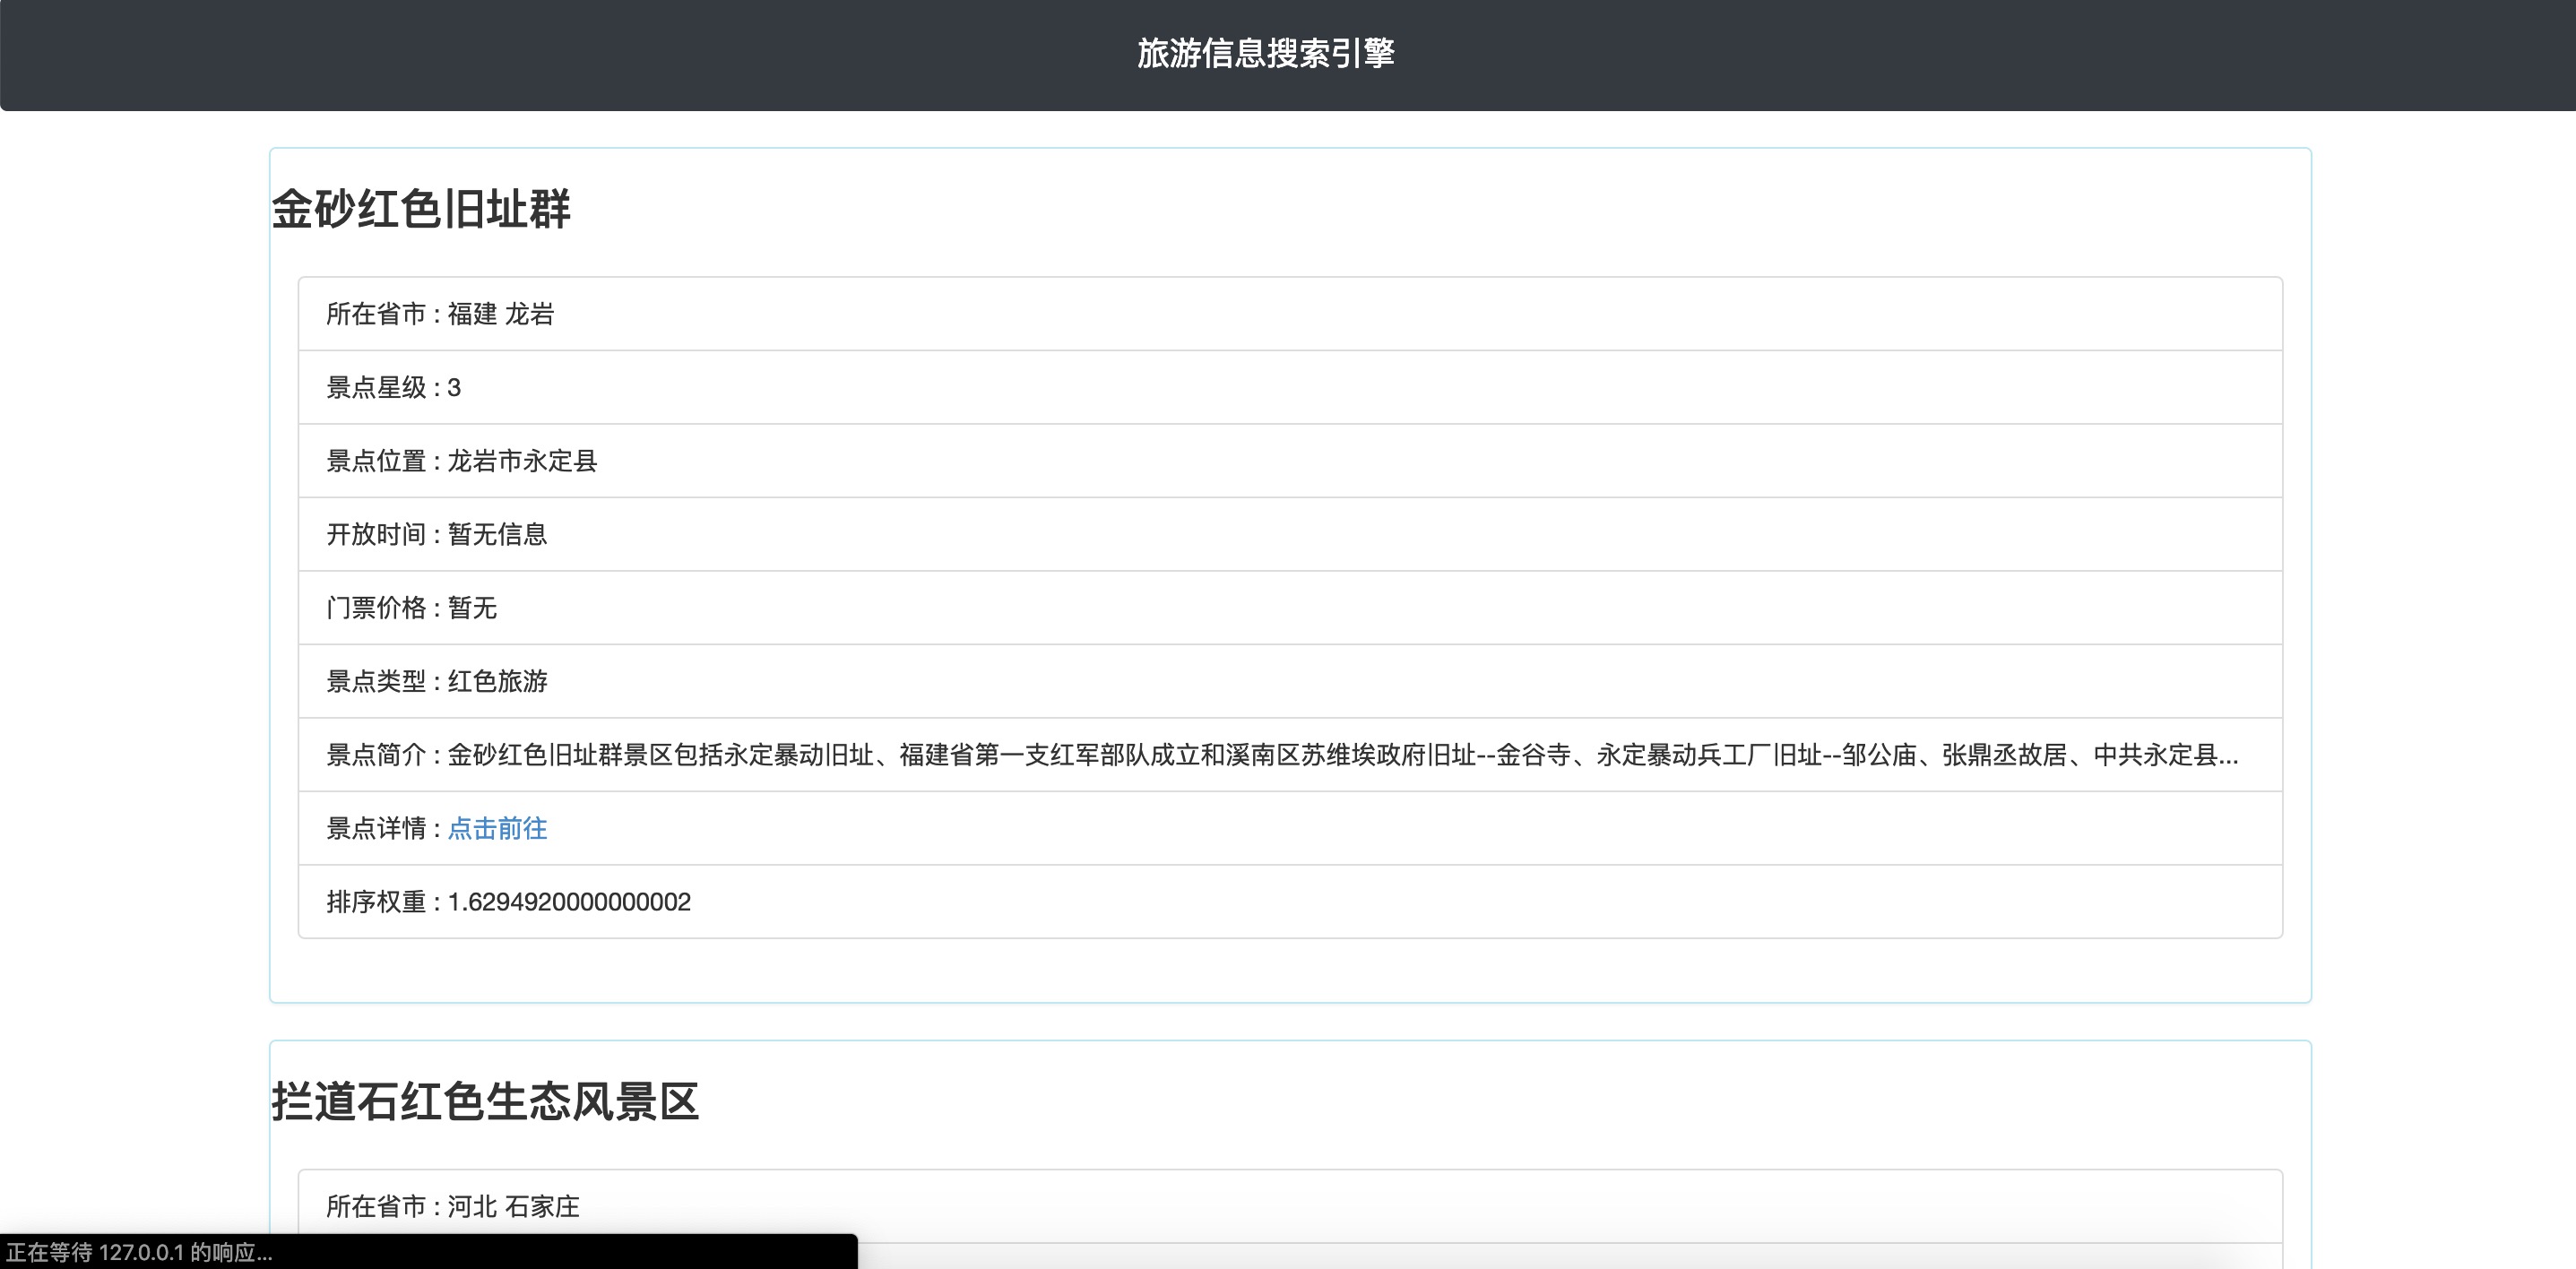 旅游信息搜索引擎
金砂红色旧址群
所在省市 : 福建 龙岩
景点星级 : 3
景点位置 : 龙岩市永定县
开放时间 : 暂无信息
门票价格 : 暂无
景点类型 : 红色旅游
景点简介 : 金砂红色旧址群景区包括永定暴动旧址、福建省第一支红军部队成立和溪南区苏维埃政府旧址--金谷寺、永定暴动兵工厂旧址--邹公庙、张鼎丞故居、中共永定县...
景点详情 : 点击前往
排序权重 : 1.6294920000000002
拦道石红色生态风景区
所在省市 : 河北 石家庄
正在等待 127.0.0.1 的响应...